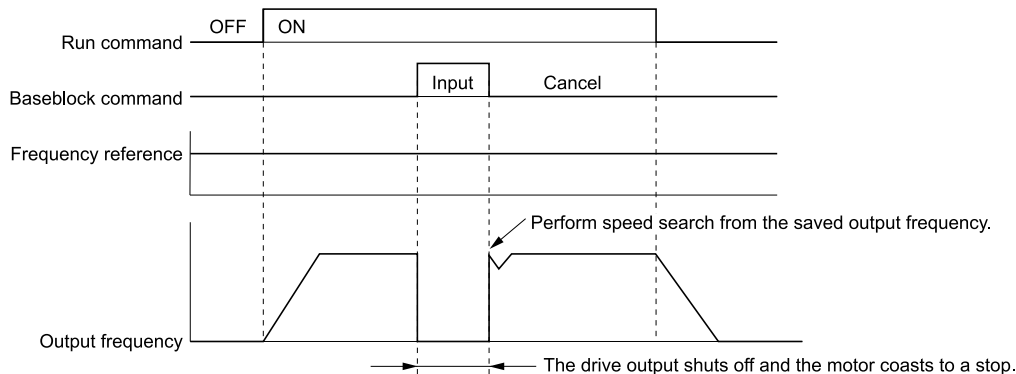 OFF ON
Run command
Input Cancel
Baseblock command
Frequency reference
Perform speed search from the saved output frequency.
Output frequency
The drive output shuts off and the motor coasts to a stop.